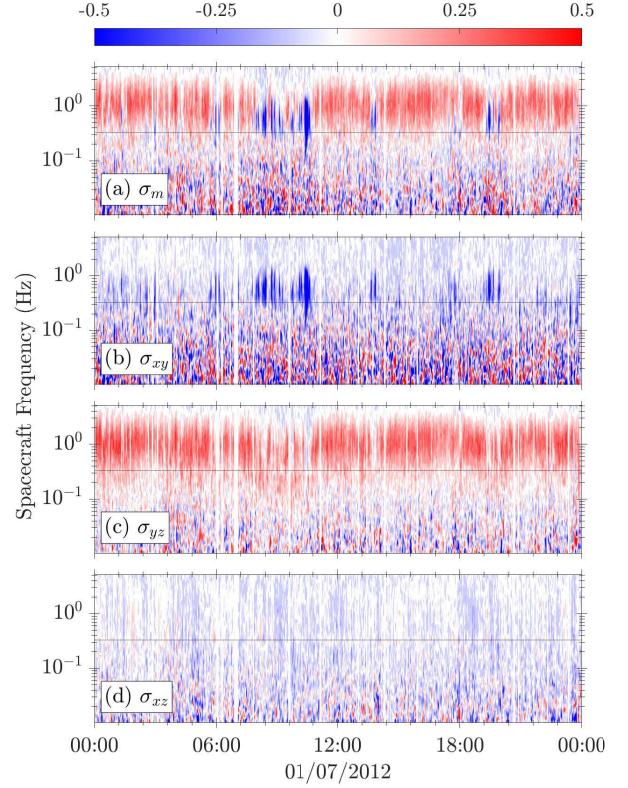 -0.5 -0.25 0 0.25 0.5
10^0
10^-1
(a) σ_m
10^0
10^-1
(b) σ_xy
Spacecraft Frequency (Hz)
10^0
10^-1
(c) σ_yz
10^0
10^-1
(d) σ_xz
00:00 06:00 12:00 18:00 00:00
01/07/2012